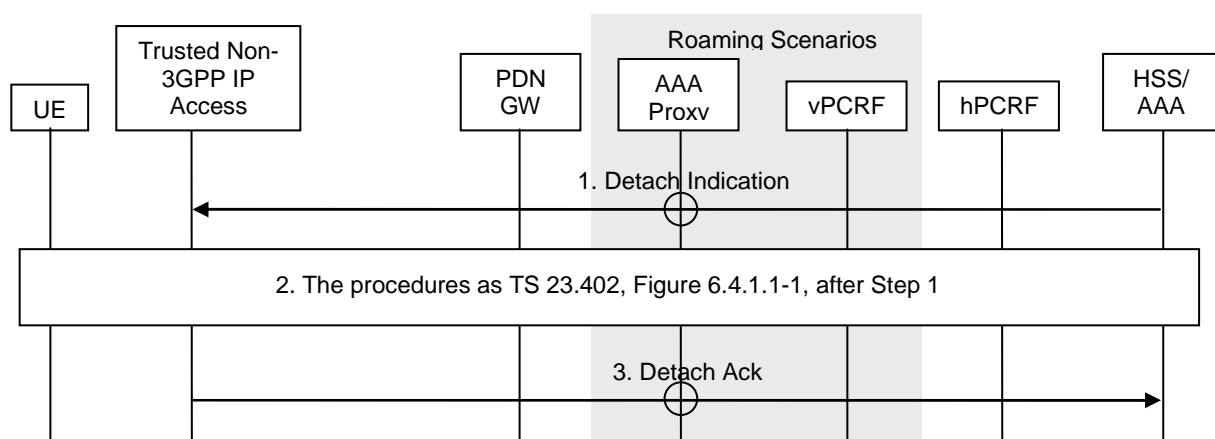 Roaming Scenarios
UE
Trusted Non-
3GPP IP
Access
PDN
GW
AAA
Proxv
vPCRF
hPCRF
HSS/
AAA
1. Detach Indication
2. The procedures as TS 23.402, Figure 6.4.1.1-1, after Step 1
3. Detach Ack